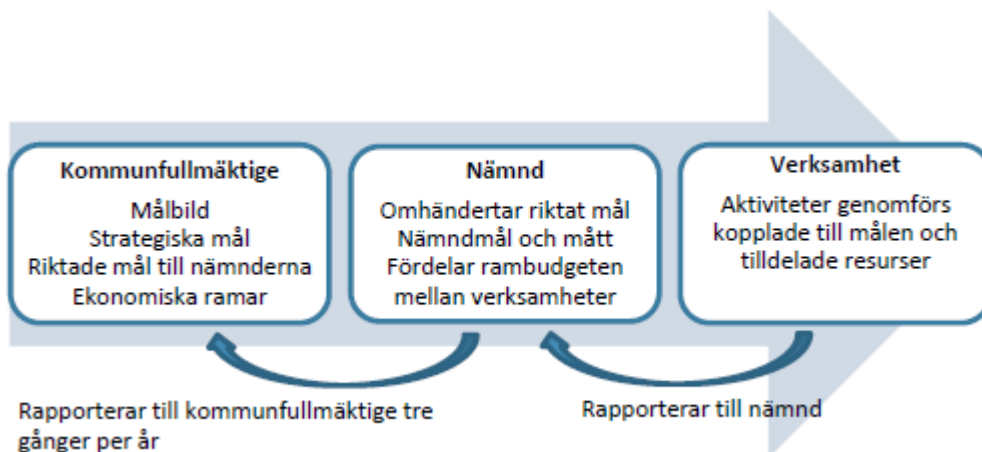 Kommunfullmäktige
Målbild
Strategiska mål
Riktade mål till nämnderna
Ekonomiska ramar
Nämnd
Omhändertar riktat mål
Nämndmål och mått
Fördelar rambudgeten
mellan verksamheter
Verksamhet
Aktiviteter genomförs
kopplade till målen och
tilldelade resurser
Rapporterar till kommunfullmäktige tre
gånger per år
Rapporterar till nämnd